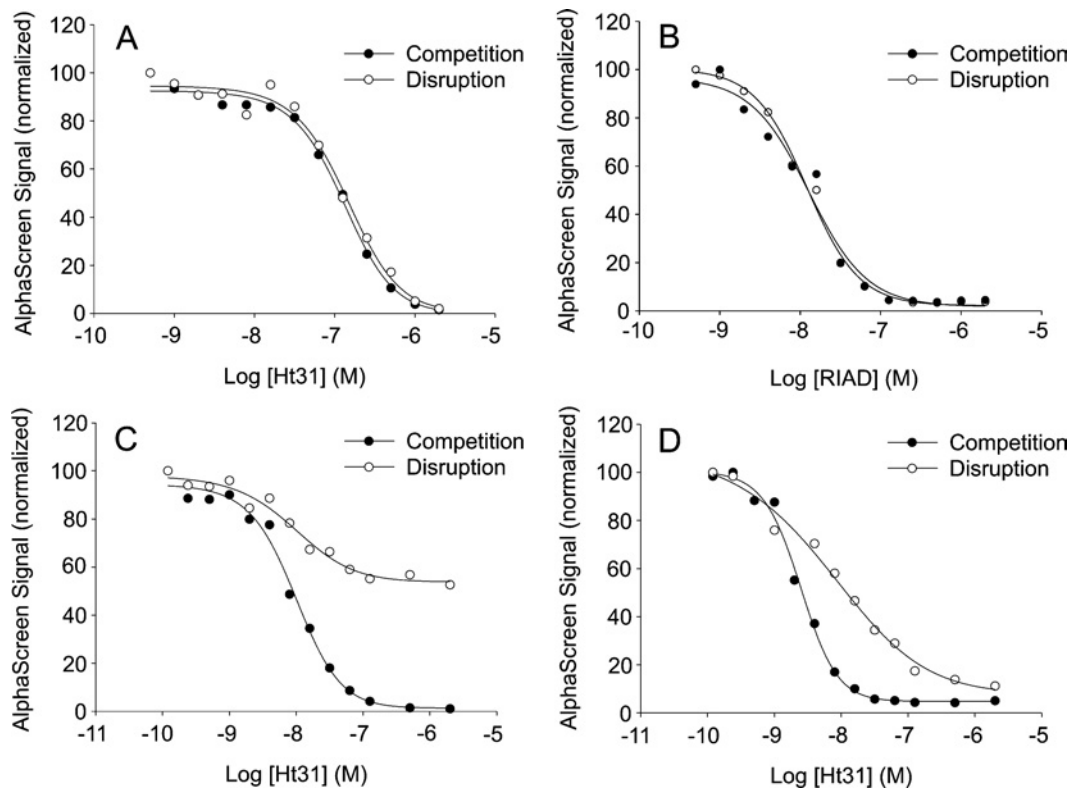 A
Competition
Disruption
AlphaScreen Signal (normalized)
120
100
80
60
40
20
0
-10
-9
-8
-7
-6
-5
Log [Ht31] (M)
B
Competition
Disruption
AlphaScreen Signal (normalized)
120
100
80
60
40
20
0
-10
-9
-8
-7
-6
-5
Log [RIAD] (M)
C
Competition
Disruption
AlphaScreen Signal (normalized)
120
100
80
60
40
20
0
-11
-10
-9
-8
-7
-6
-5
Log [Ht31] (M)
D
Competition
Disruption
AlphaScreen Signal (normalized)
120
100
80
60
40
20
0
-11
-10
-9
-8
-7
-6
-5
Log [Ht31] (M)